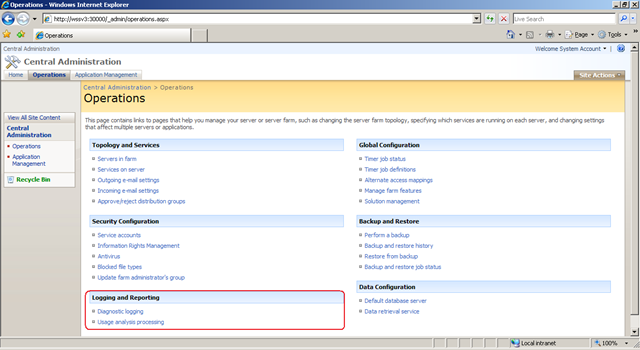 Operations - Windows Internet Explorer
http://wssv3:30000/_admin/operations.aspx
Live Search
Operations
Page
Tools
Central Administration
Welcome System Account
Central Administration
Home
Operations
Application Management
Site Actions
Central Administration > Operations
Operations
This page contains links to pages that help you manage your server or server farm, such as changing the server farm topology, specifying which services are running on each server, and changing settings
that affect multiple servers or applications.
View All Site Content
Central
Administration
Operations
Application
Management
Recycle Bin
Topology and Services
Servers in farm
Services on server
Outgoing e-mail settings
Incoming e-mail settings
Approve/reject distribution groups
Security Configuration
Service accounts
Information Rights Management
Antivirus
Blocked file types
Update farm administrator's group
Logging and Reporting
Diagnostic logging
Usage analysis processing
Global Configuration
Timer job status
Timer job definitions
Alternate access mappings
Manage farm features
Solution management
Backup and Restore
Perform a backup
Backup and restore history
Restore from backup
Backup and restore job status
Data Configuration
Default database server
Data retrieval service
Local intranet
100%